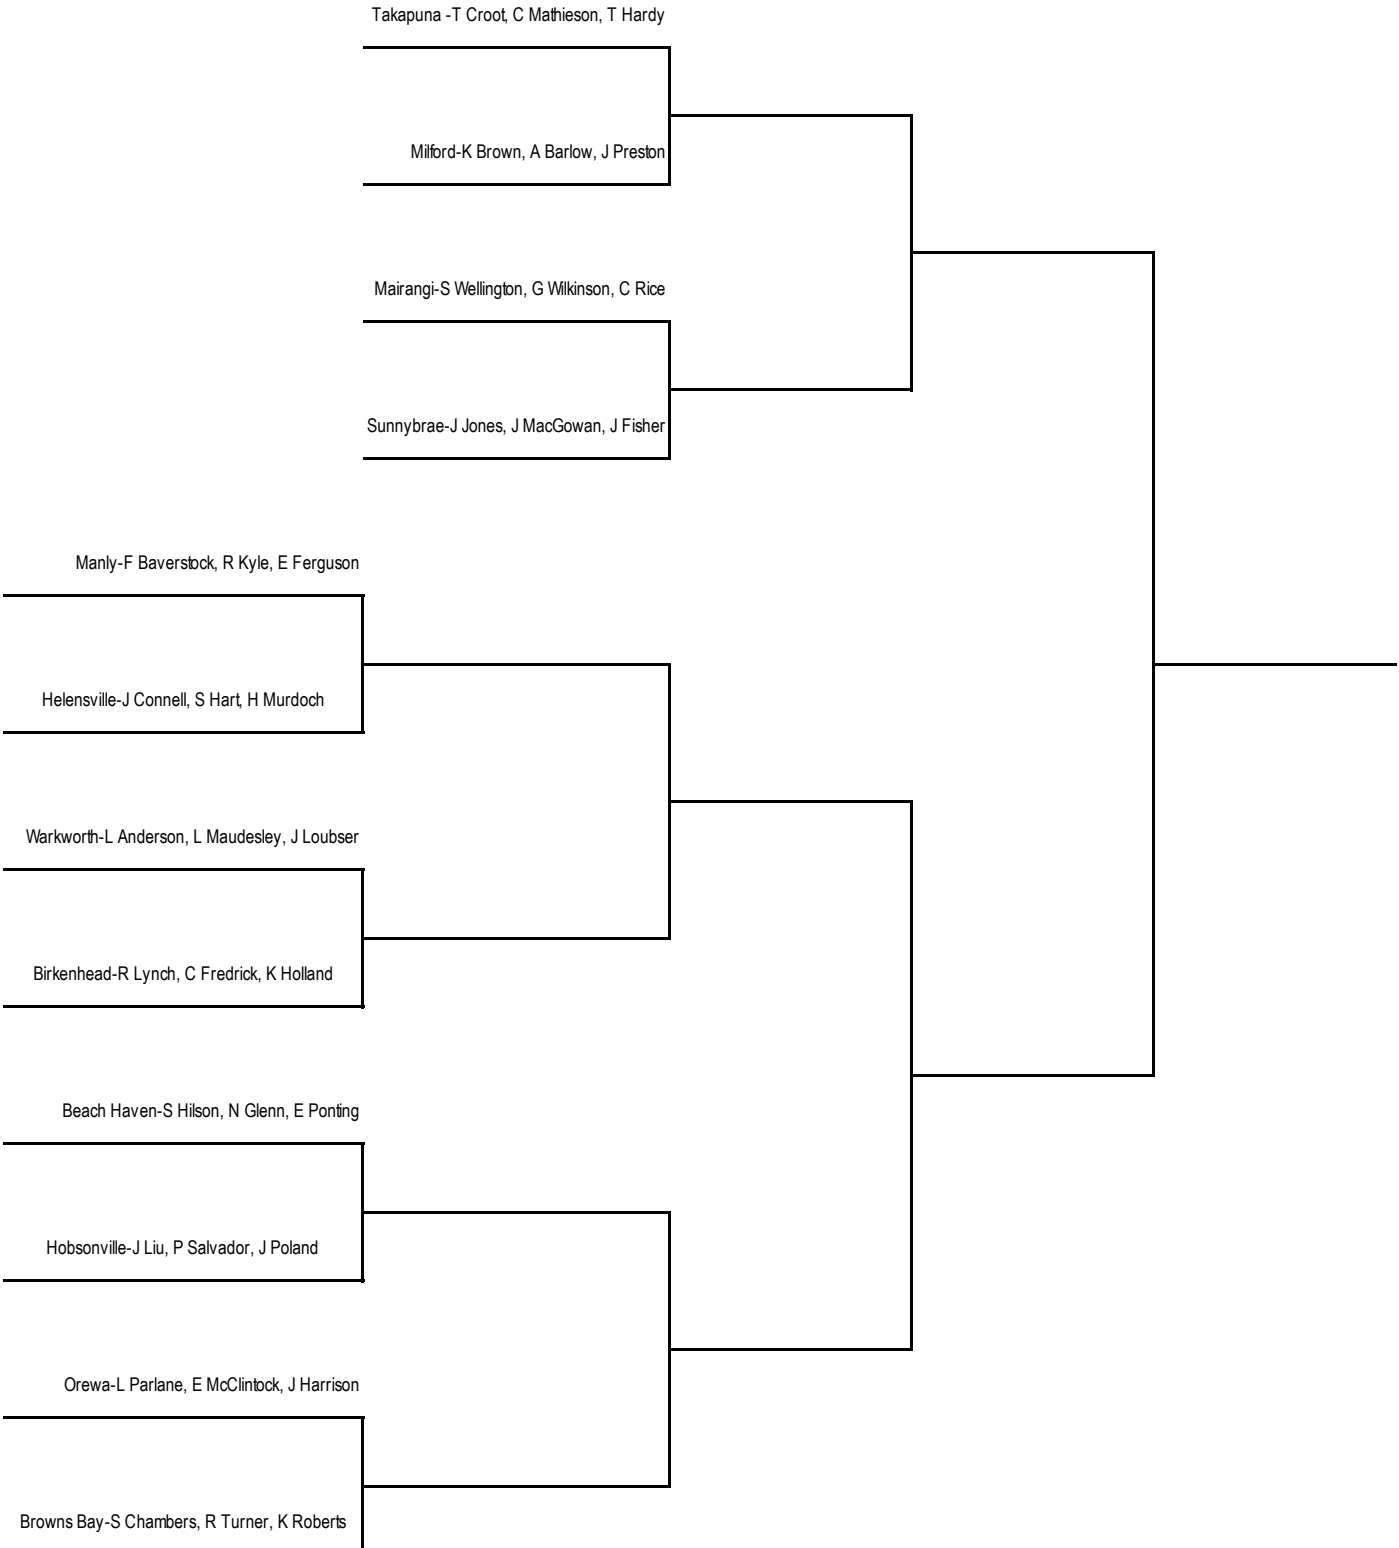 Takapuna -T Croot, C Mathieson, T Hardy
Milford-K Brown, A Barlow, J Preston
Mairangi-S Wellington, G Wilkinson, C Rice
Sunnybrae-J Jones, J MacGowan, J Fisher
Manly-F Baverstock, R Kyle, E Ferguson
Helensville-J Connell, S Hart, H Murdoch
Warkworth-L Anderson, L Maudesley, J Loubser
Birkenhead-R Lynch, C Fredrick, K Holland
Beach Haven-S Hilson, N Glenn, E Ponting
Hobsonville-J Liu, P Salvador, J Poland
Orewa-L Parlane, E McClintock, J Harrison
Browns Bay-S Chambers, R Turner, K Roberts